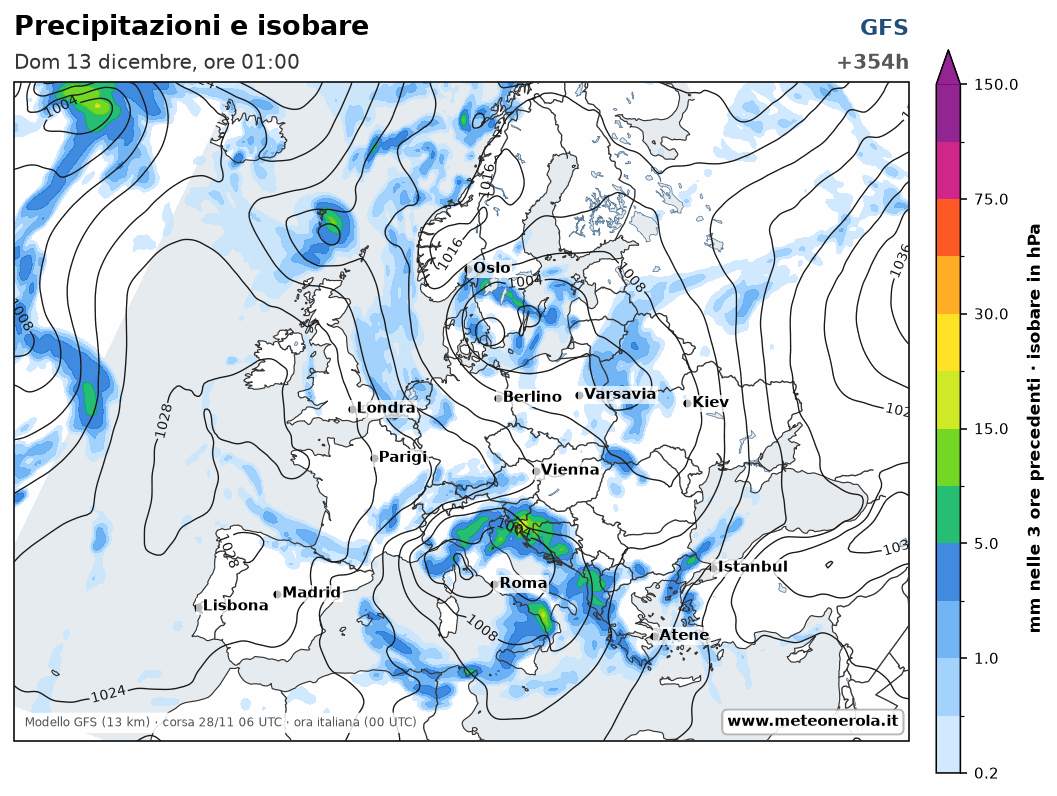 Precipitazioni e isobare
GFS
Dom 13 dicembre, ore 01:00
+354h
150.0
75.0
30.0
15.0
5.0
1.0
0.2
mm nelle 3 ore precedenti · isobare in hPa
1004
1016
1016
Oslo
1004
1008
1036
1008
1028
Londra
Berlino
Varsavia
Kiev
Parigi
Vienna
1004
1028
Istanbul
Madrid
Roma
Lisbona
1008
Atene
1024
Modello GFS (13 km) · corsa 28/11 06 UTC · ora italiana (00 UTC)
www.meteonerola.it